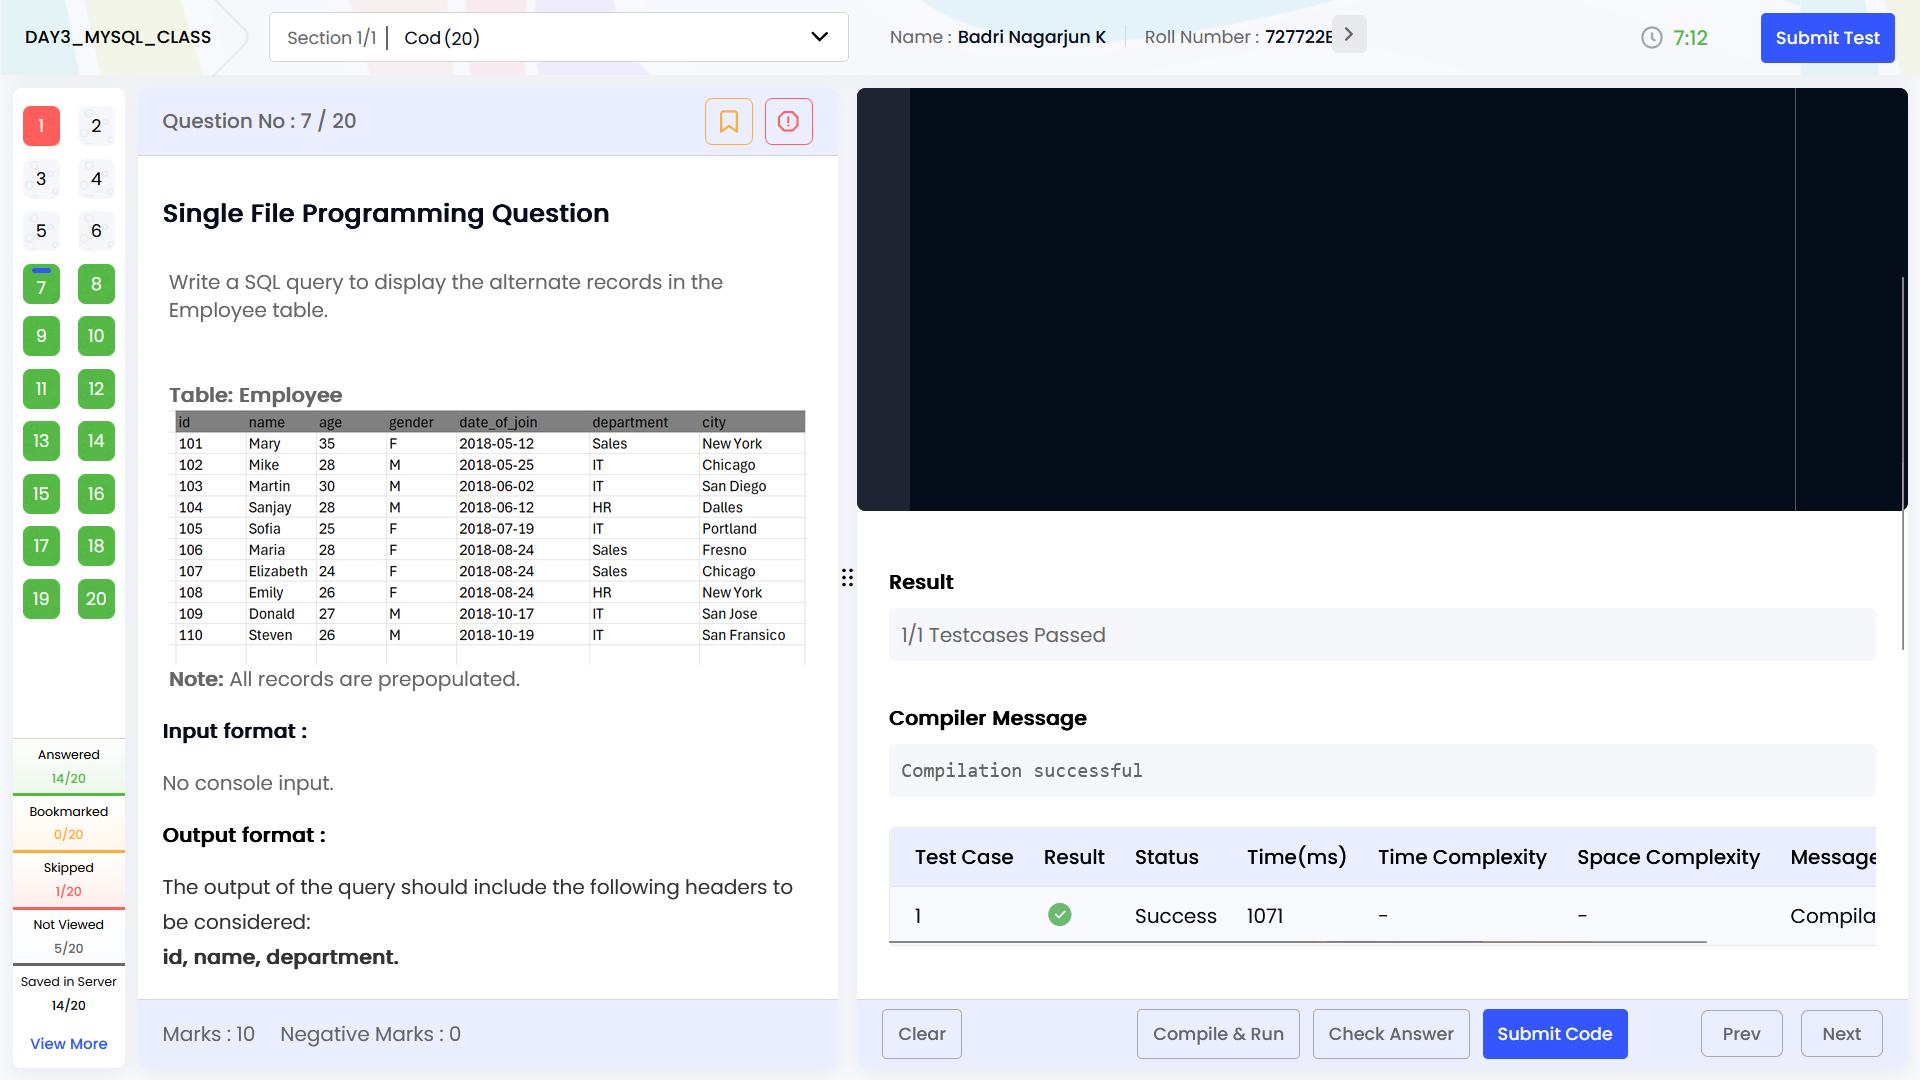 DAY3_MYSQL_CLASS
Section 1/1 | Cod (20)
Name : Badri Nagarjun K
Roll Number : 727722E
7:12
Submit Test
1 2
3 4
5 6
7 8
9 10
11 12
13 14
15 16
17 18
19 20
Answered
14/20
Bookmarked
0/20
Skipped
1/20
Not Viewed
5/20
Saved in Server
14/20
View More
Question No : 7 / 20
Single File Programming Question
Write a SQL query to display the alternate records in the
Employee table.
Table: Employee
id name age gender date_of_join department city
101 Mary 35 F 2018-05-12 Sales New York
102 Mike 28 M 2018-05-25 IT Chicago
103 Martin 30 M 2018-06-02 IT San Diego
104 Sanjay 28 M 2018-06-12 HR Dalles
105 Sofia 25 F 2018-07-19 IT Portland
106 Maria 28 F 2018-08-24 Sales Fresno
107 Elizabeth 24 F 2018-08-24 Sales Chicago
108 Emily 26 F 2018-08-24 HR New York
109 Donald 27 M 2018-10-17 IT San Jose
110 Steven 26 M 2018-10-19 IT San Fransico
Note: All records are prepopulated.
Input format :
No console input.
Output format :
The output of the query should include the following headers to
be considered:
id, name, department.
Marks : 10 Negative Marks : 0
Result
1/1 Testcases Passed
Compiler Message
Compilation successful
Test Case Result Status Time(ms) Time Complexity Space Complexity Message
1 Success 1071 - - Compila
Clear
Compile & Run
Check Answer
Submit Code
Prev
Next